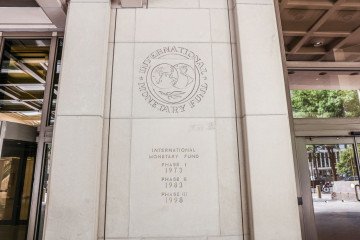 INTERNATIONAL
MONETARY FUND
INTERNATIONAL
MONETARY FUND
PHASE I
1973
PHASE II
1983
PHASE III
1998